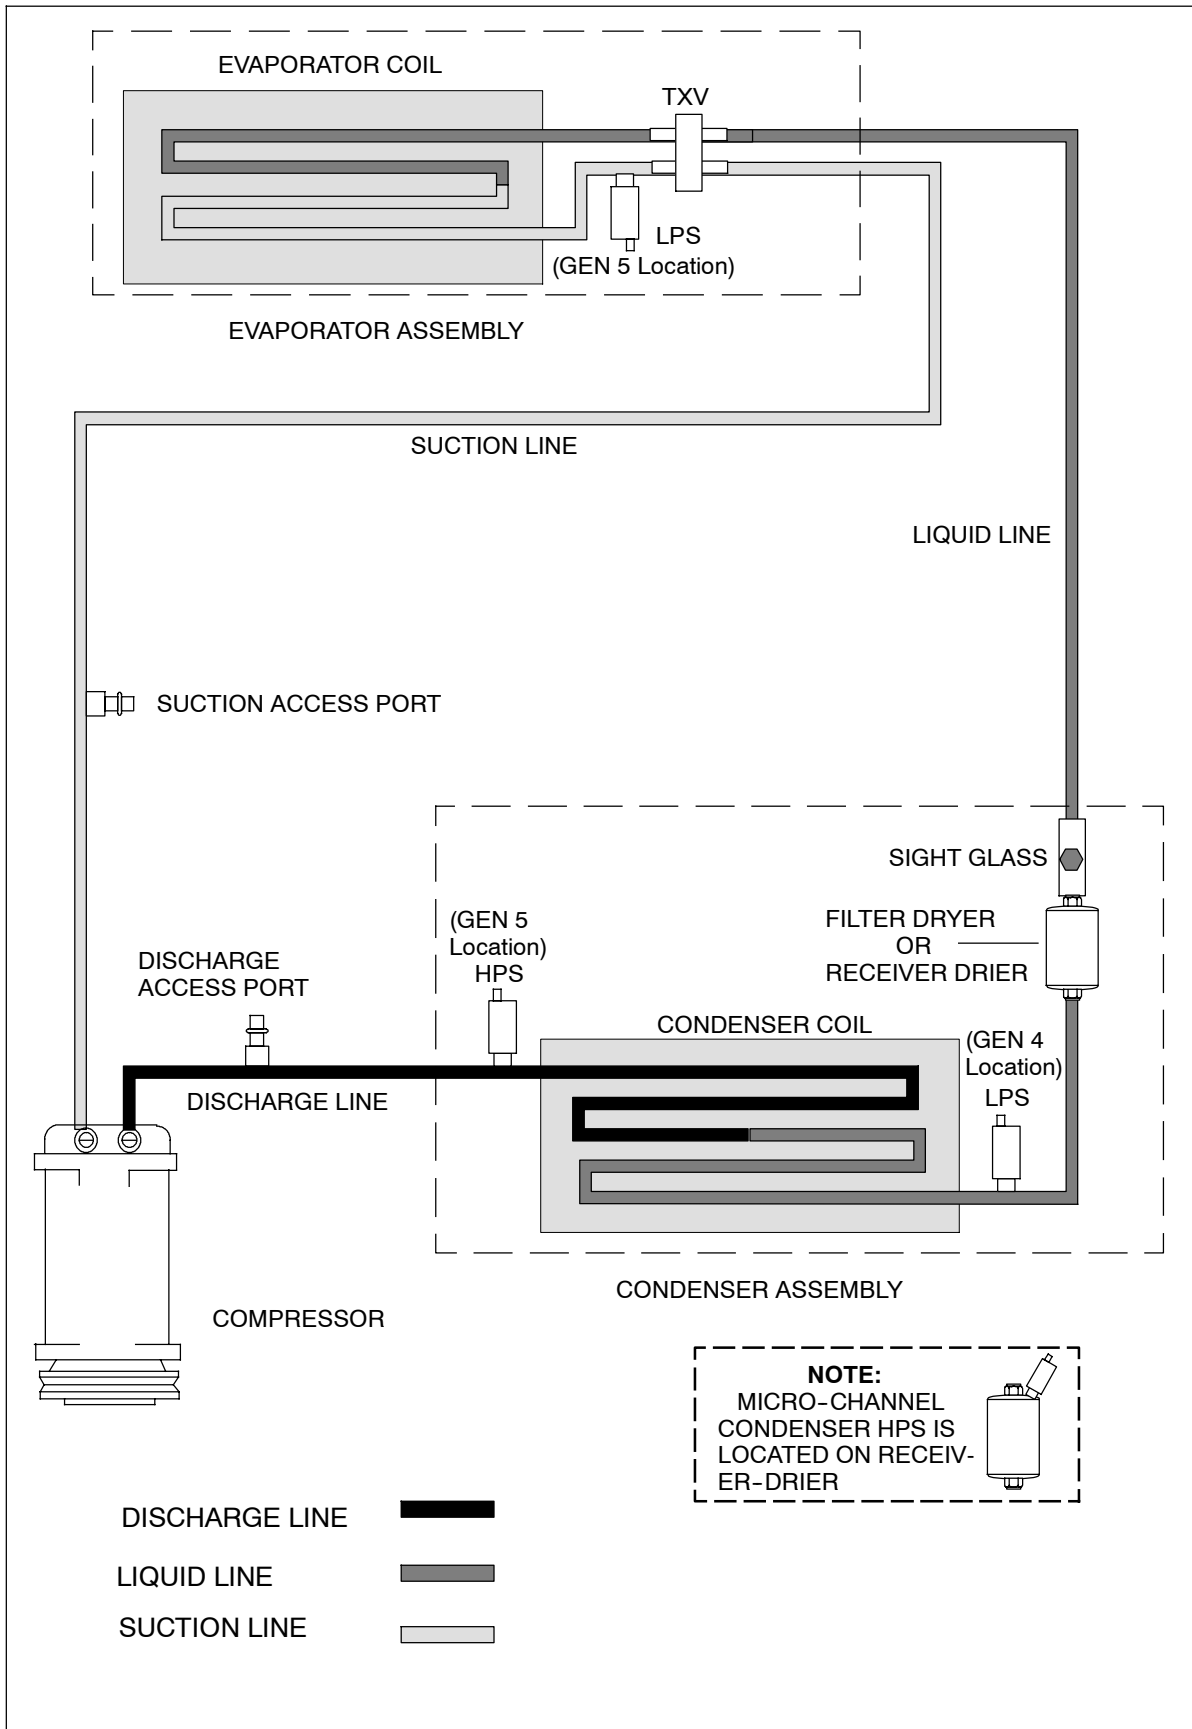 EVAPORATOR COIL
TXV
LPS
(GEN 5 Location)
EVAPORATOR ASSEMBLY
SUCTION LINE
LIQUID LINE
SUCTION ACCESS PORT
SIGHT GLASS
FILTER DRYER
OR
RECEIVER DRIER
(GEN 5
Location)
HPS
DISCHARGE
ACCESS PORT
CONDENSER COIL
(GEN 4
Location)
LPS
DISCHARGE LINE
CONDENSER ASSEMBLY
COMPRESSOR
NOTE:
MICRO-CHANNEL
CONDENSER HPS IS
LOCATED ON RECEIV-
ER-DRIER
DISCHARGE LINE
LIQUID LINE
SUCTION LINE